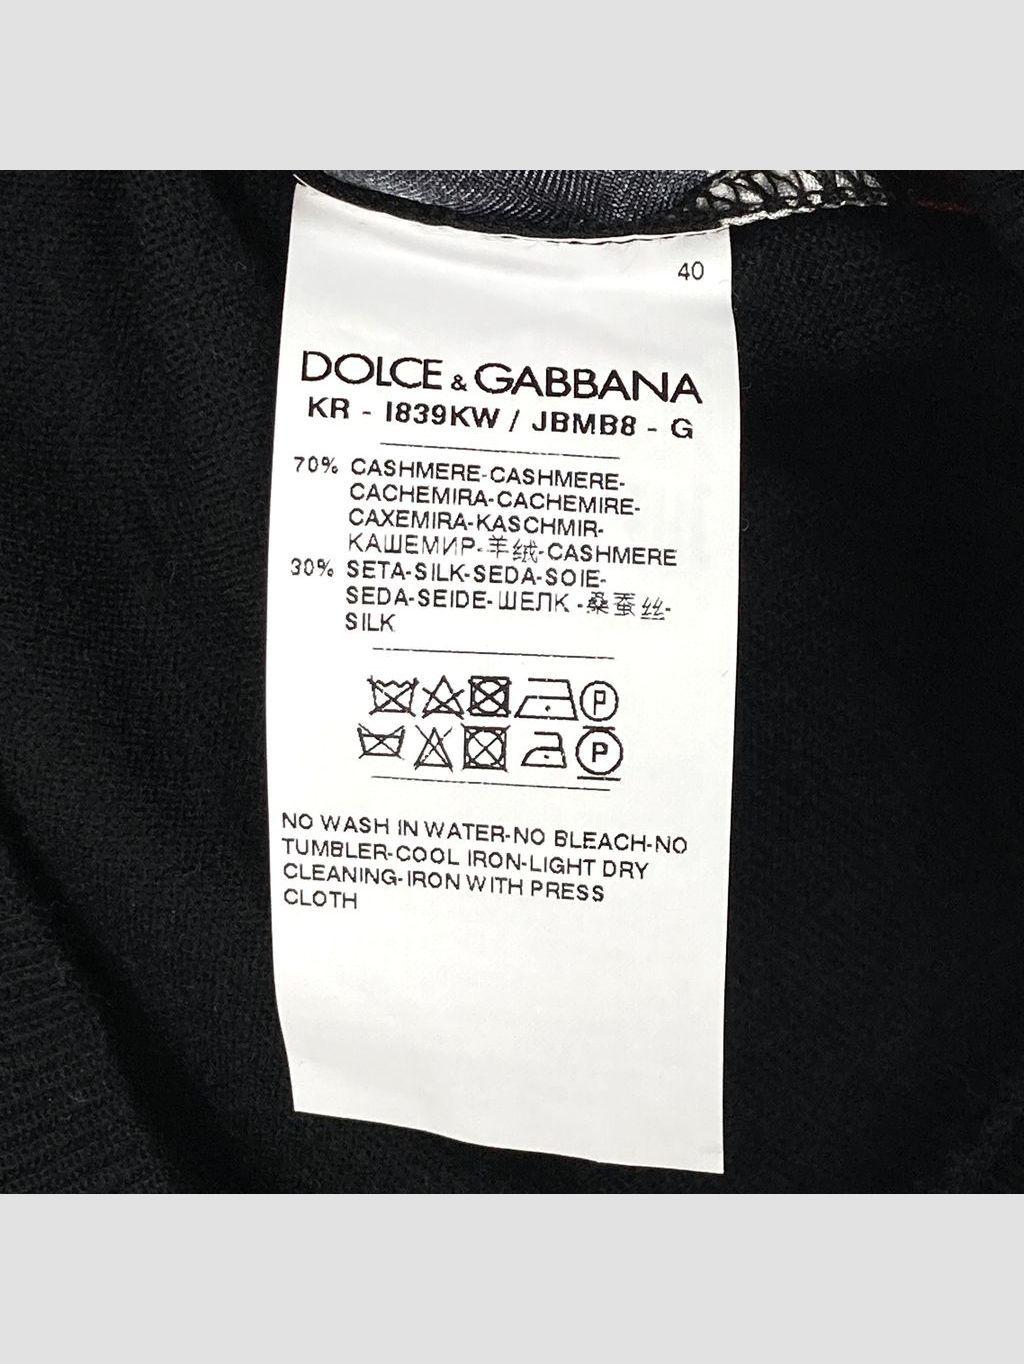 40
DOLCE & GABBANA
KR - I839KW / JBMB8 - G
70% CASHMERE-CASHMERE-
CACHEMIRA-CACHEMIRE-
CAXEMIRA-KASCHMIR-
КАШЕМИР-羊绒-CASHMERE
30% SETA-SILK-SEDA-SOIE-
SEDA-SEIDE-ШЕЛК-桑蚕丝-
SILK
P
P
NO WASH IN WATER-NO BLEACH-NO
TUMBLER-COOL IRON-LIGHT DRY
CLEANING-IRON WITH PRESS
CLOTH